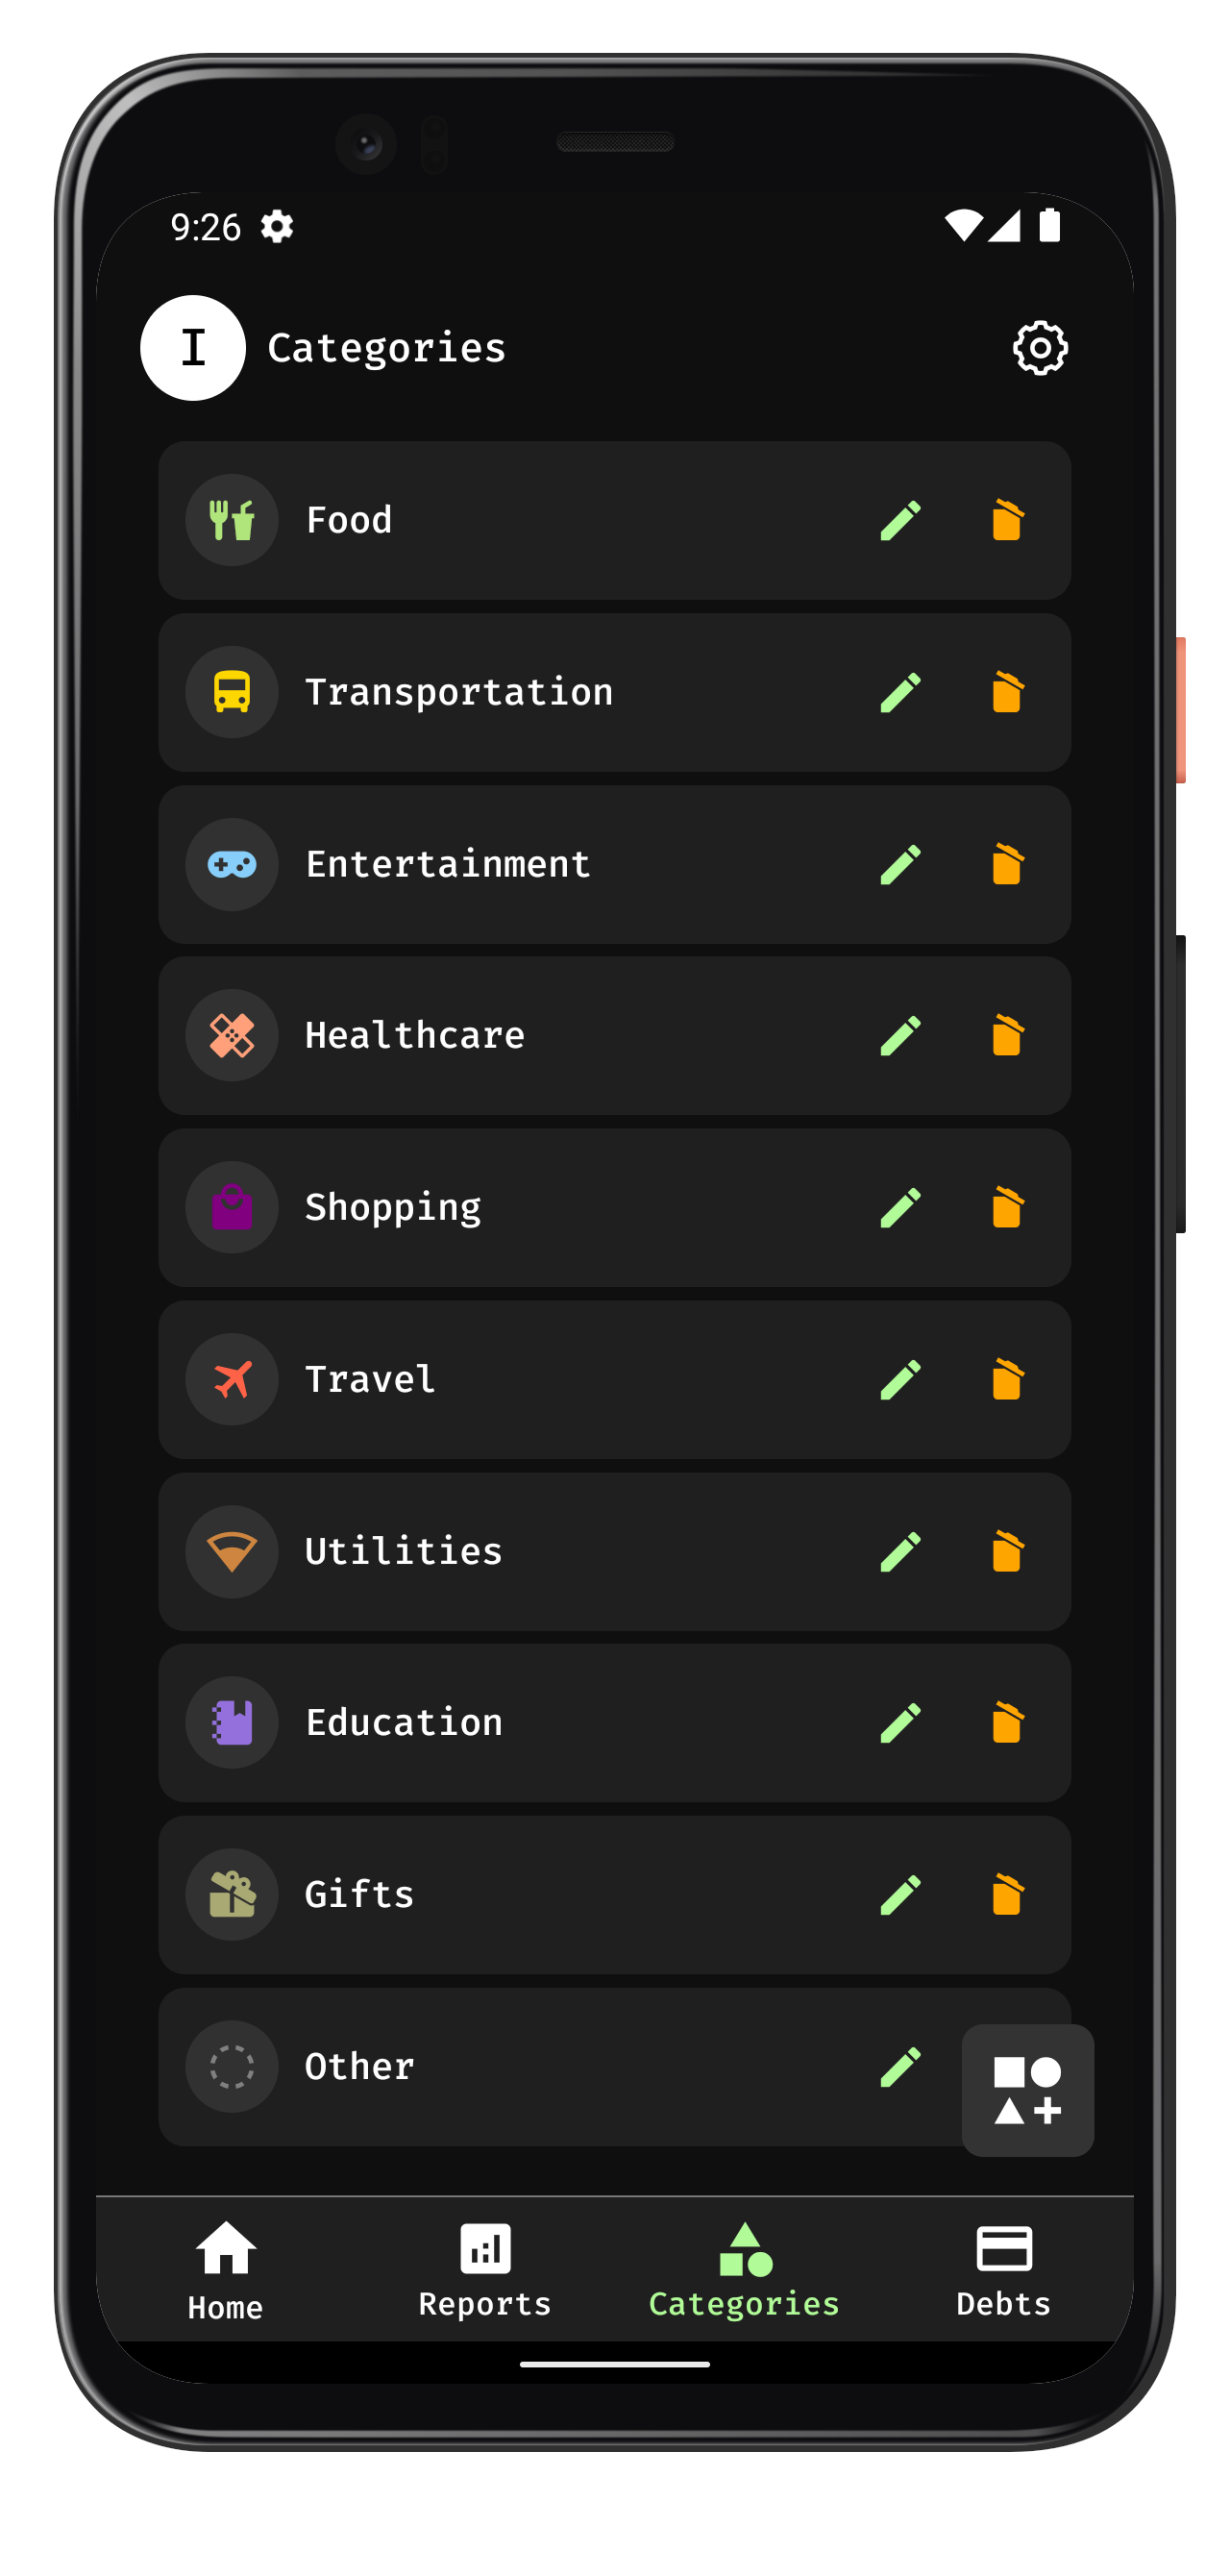 9:26
I
Categories
Food
Transportation
Entertainment
Healthcare
Shopping
Travel
Utilities
Education
Gifts
Other
Home
Reports
Categories
Debts